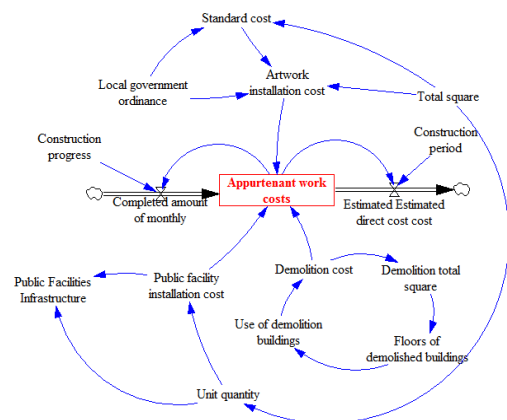 Standard cost
Local government
ordinance
Artwork
installation cost
Total square
Construction
progress
Construction
period
Appurtenant work
costs
Completed amount
of monthly
Estimated Estimated
direct cost cost
Public Facilities
Infrastructure
Public facility
installation cost
Demolition cost
Demolition total
square
Use of demolition
buildings
Floors of
demolished buildings
Unit quantity